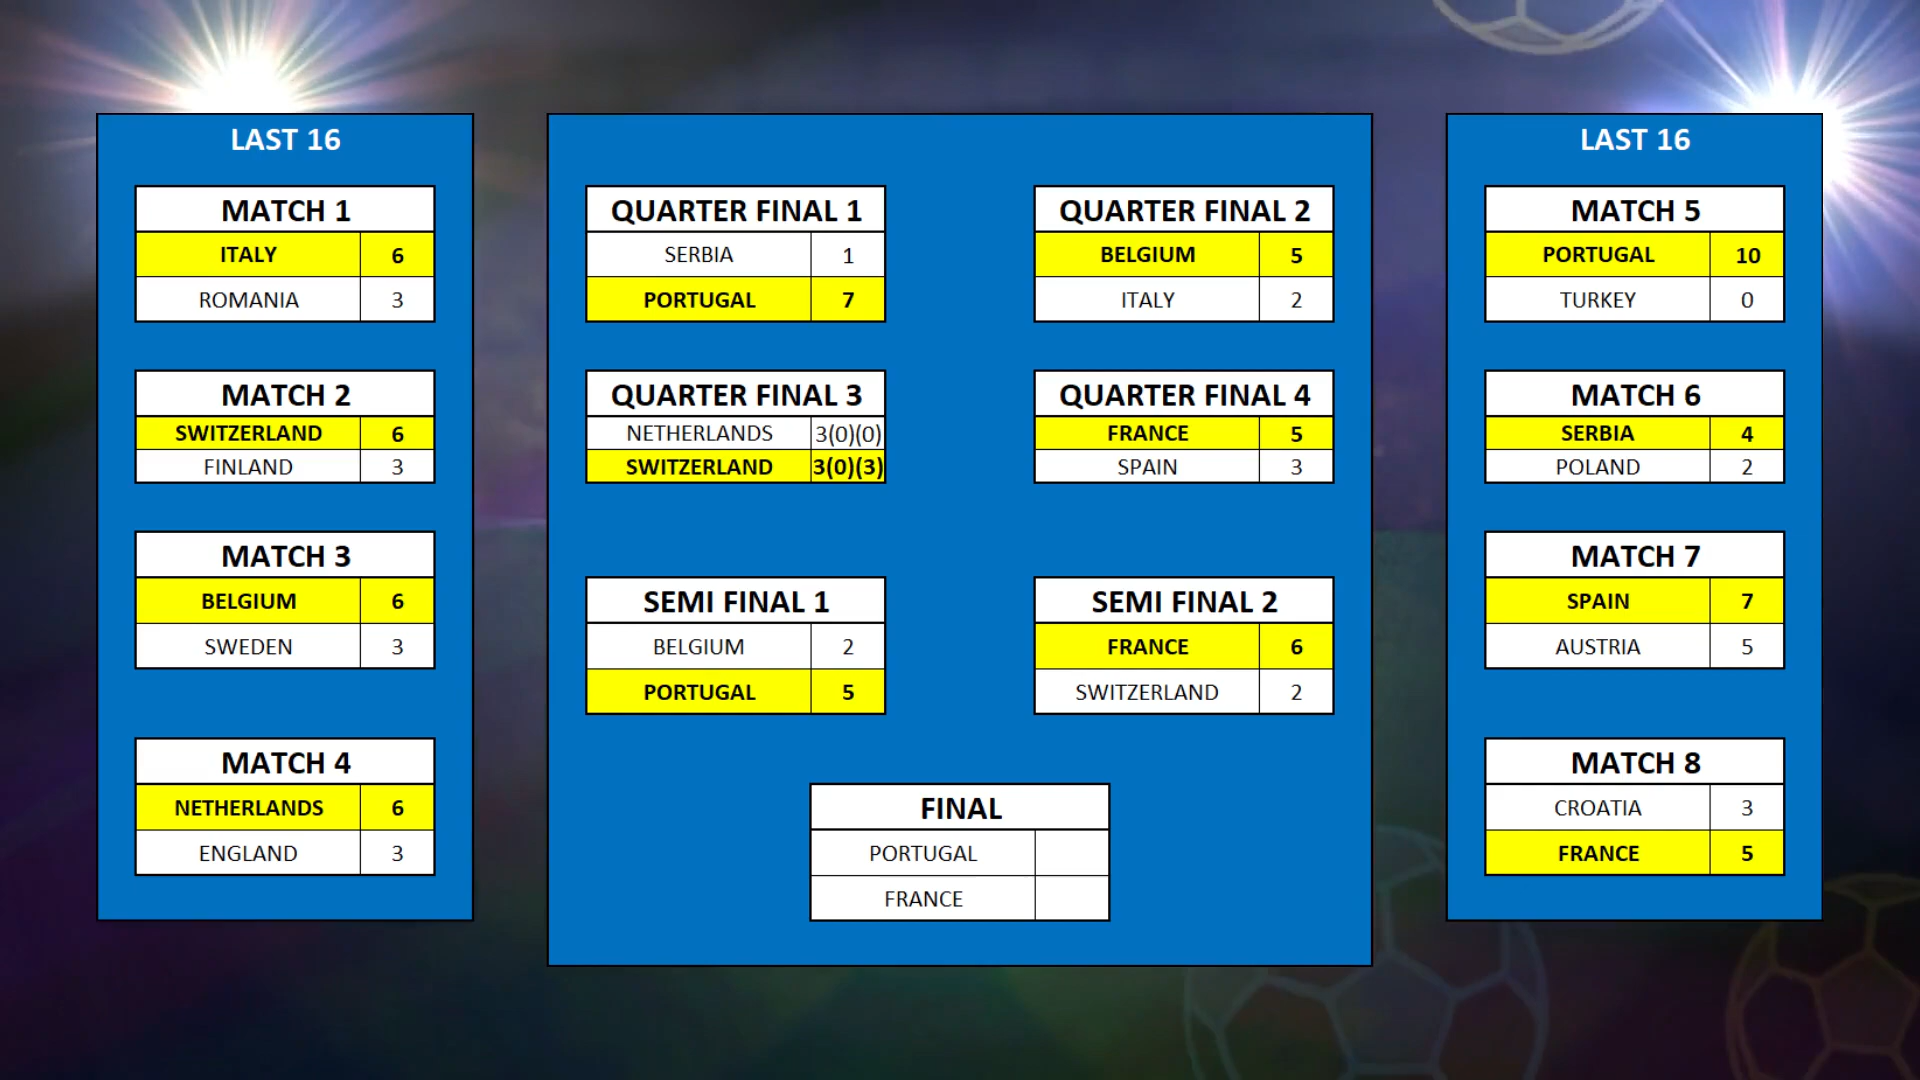 LAST 16
MATCH 1
ITALY 6
ROMANIA 3
MATCH 2
SWITZERLAND 6
FINLAND 3
MATCH 3
BELGIUM 6
SWEDEN 3
MATCH 4
NETHERLANDS 6
ENGLAND 3
QUARTER FINAL 1
SERBIA 1
PORTUGAL 7
QUARTER FINAL 2
BELGIUM 5
ITALY 2
QUARTER FINAL 3
NETHERLANDS 3(0)(0)
SWITZERLAND 3(0)(3)
QUARTER FINAL 4
FRANCE 5
SPAIN 3
SEMI FINAL 1
BELGIUM 2
PORTUGAL 5
SEMI FINAL 2
FRANCE 6
SWITZERLAND 2
FINAL
PORTUGAL
FRANCE
LAST 16
MATCH 5
PORTUGAL 10
TURKEY 0
MATCH 6
SERBIA 4
POLAND 2
MATCH 7
SPAIN 7
AUSTRIA 5
MATCH 8
CROATIA 3
FRANCE 5